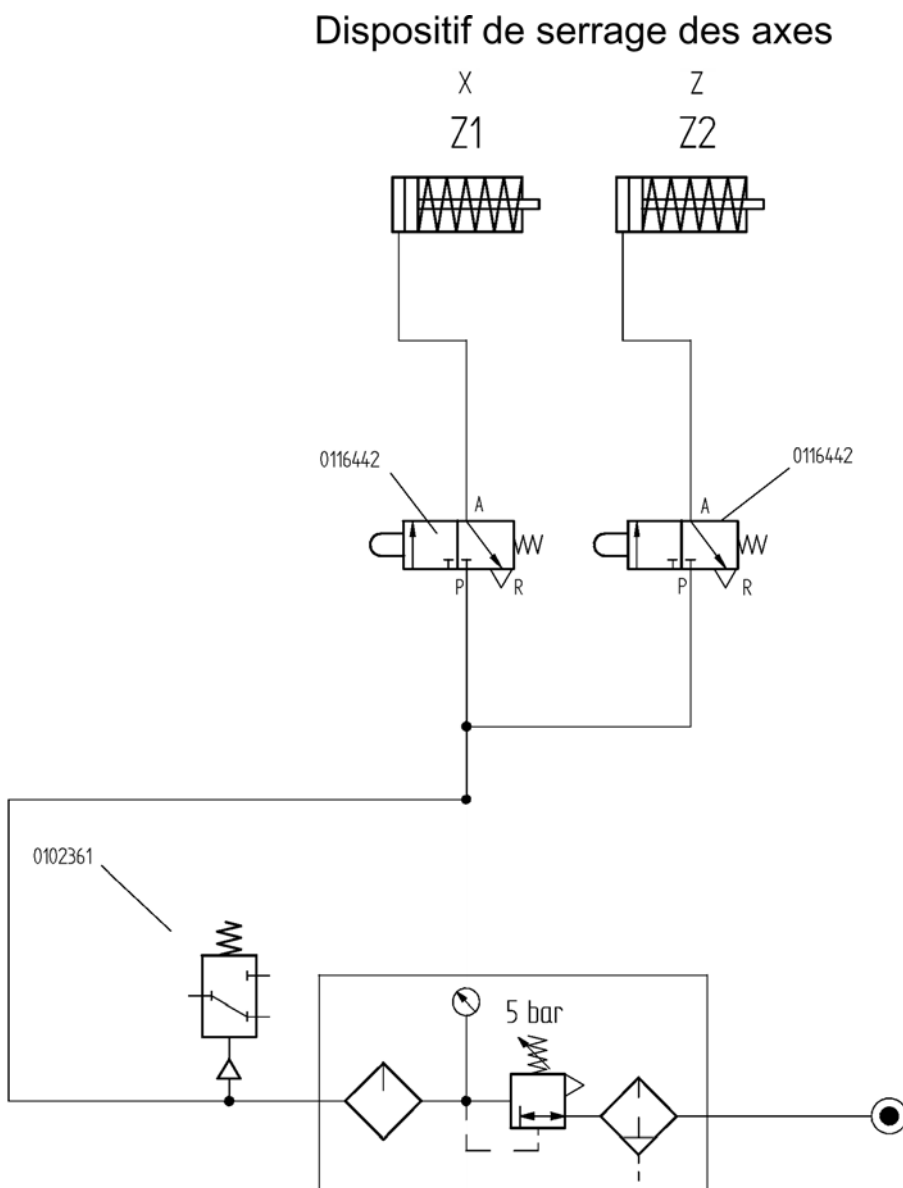 Dispositif de serrage des axes
X Z
Z1 Z2
0116442 0116442
A A
P R P R
0102361
5 bar